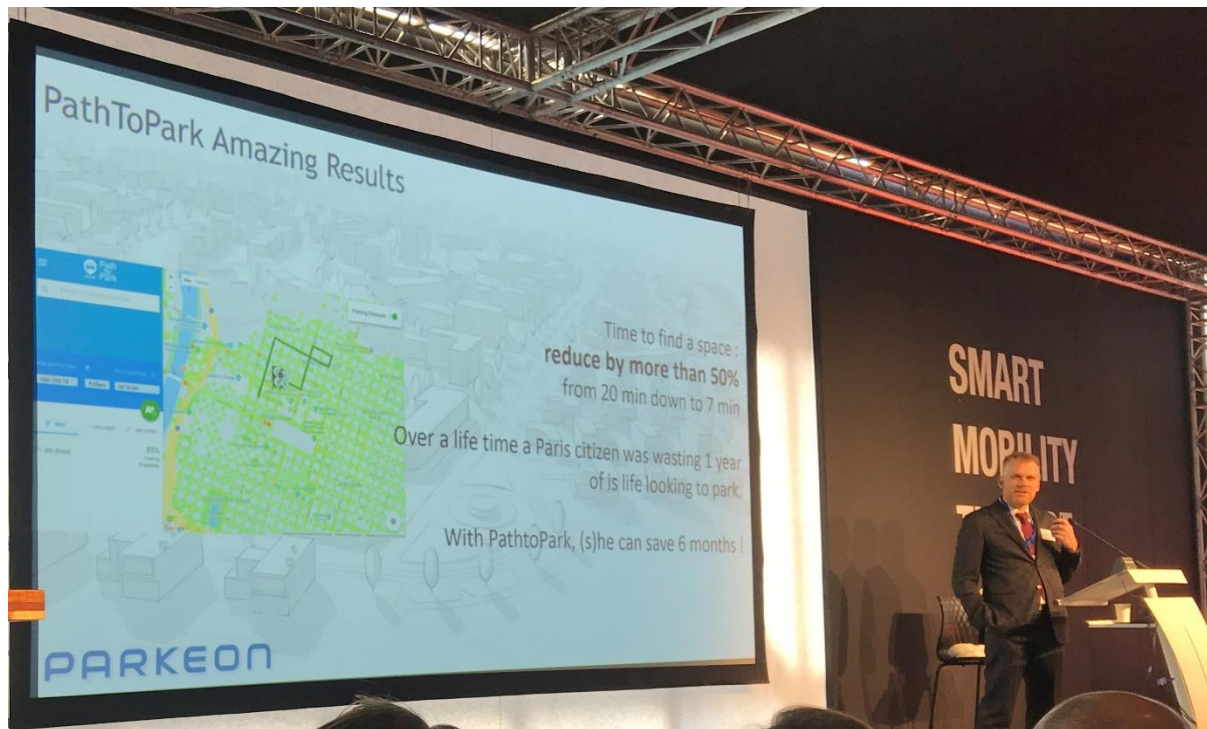 PathToPark Amazing Results
Path
to
Park
Time to find a space :
reduce by more than 50%
from 20 min down to 7 min
Over a life time a Paris citizen was wasting 1 year
of is life looking to park.
With PathtoPark, (s)he can save 6 months !
PARKEON
85%
SMART
MOBILITY